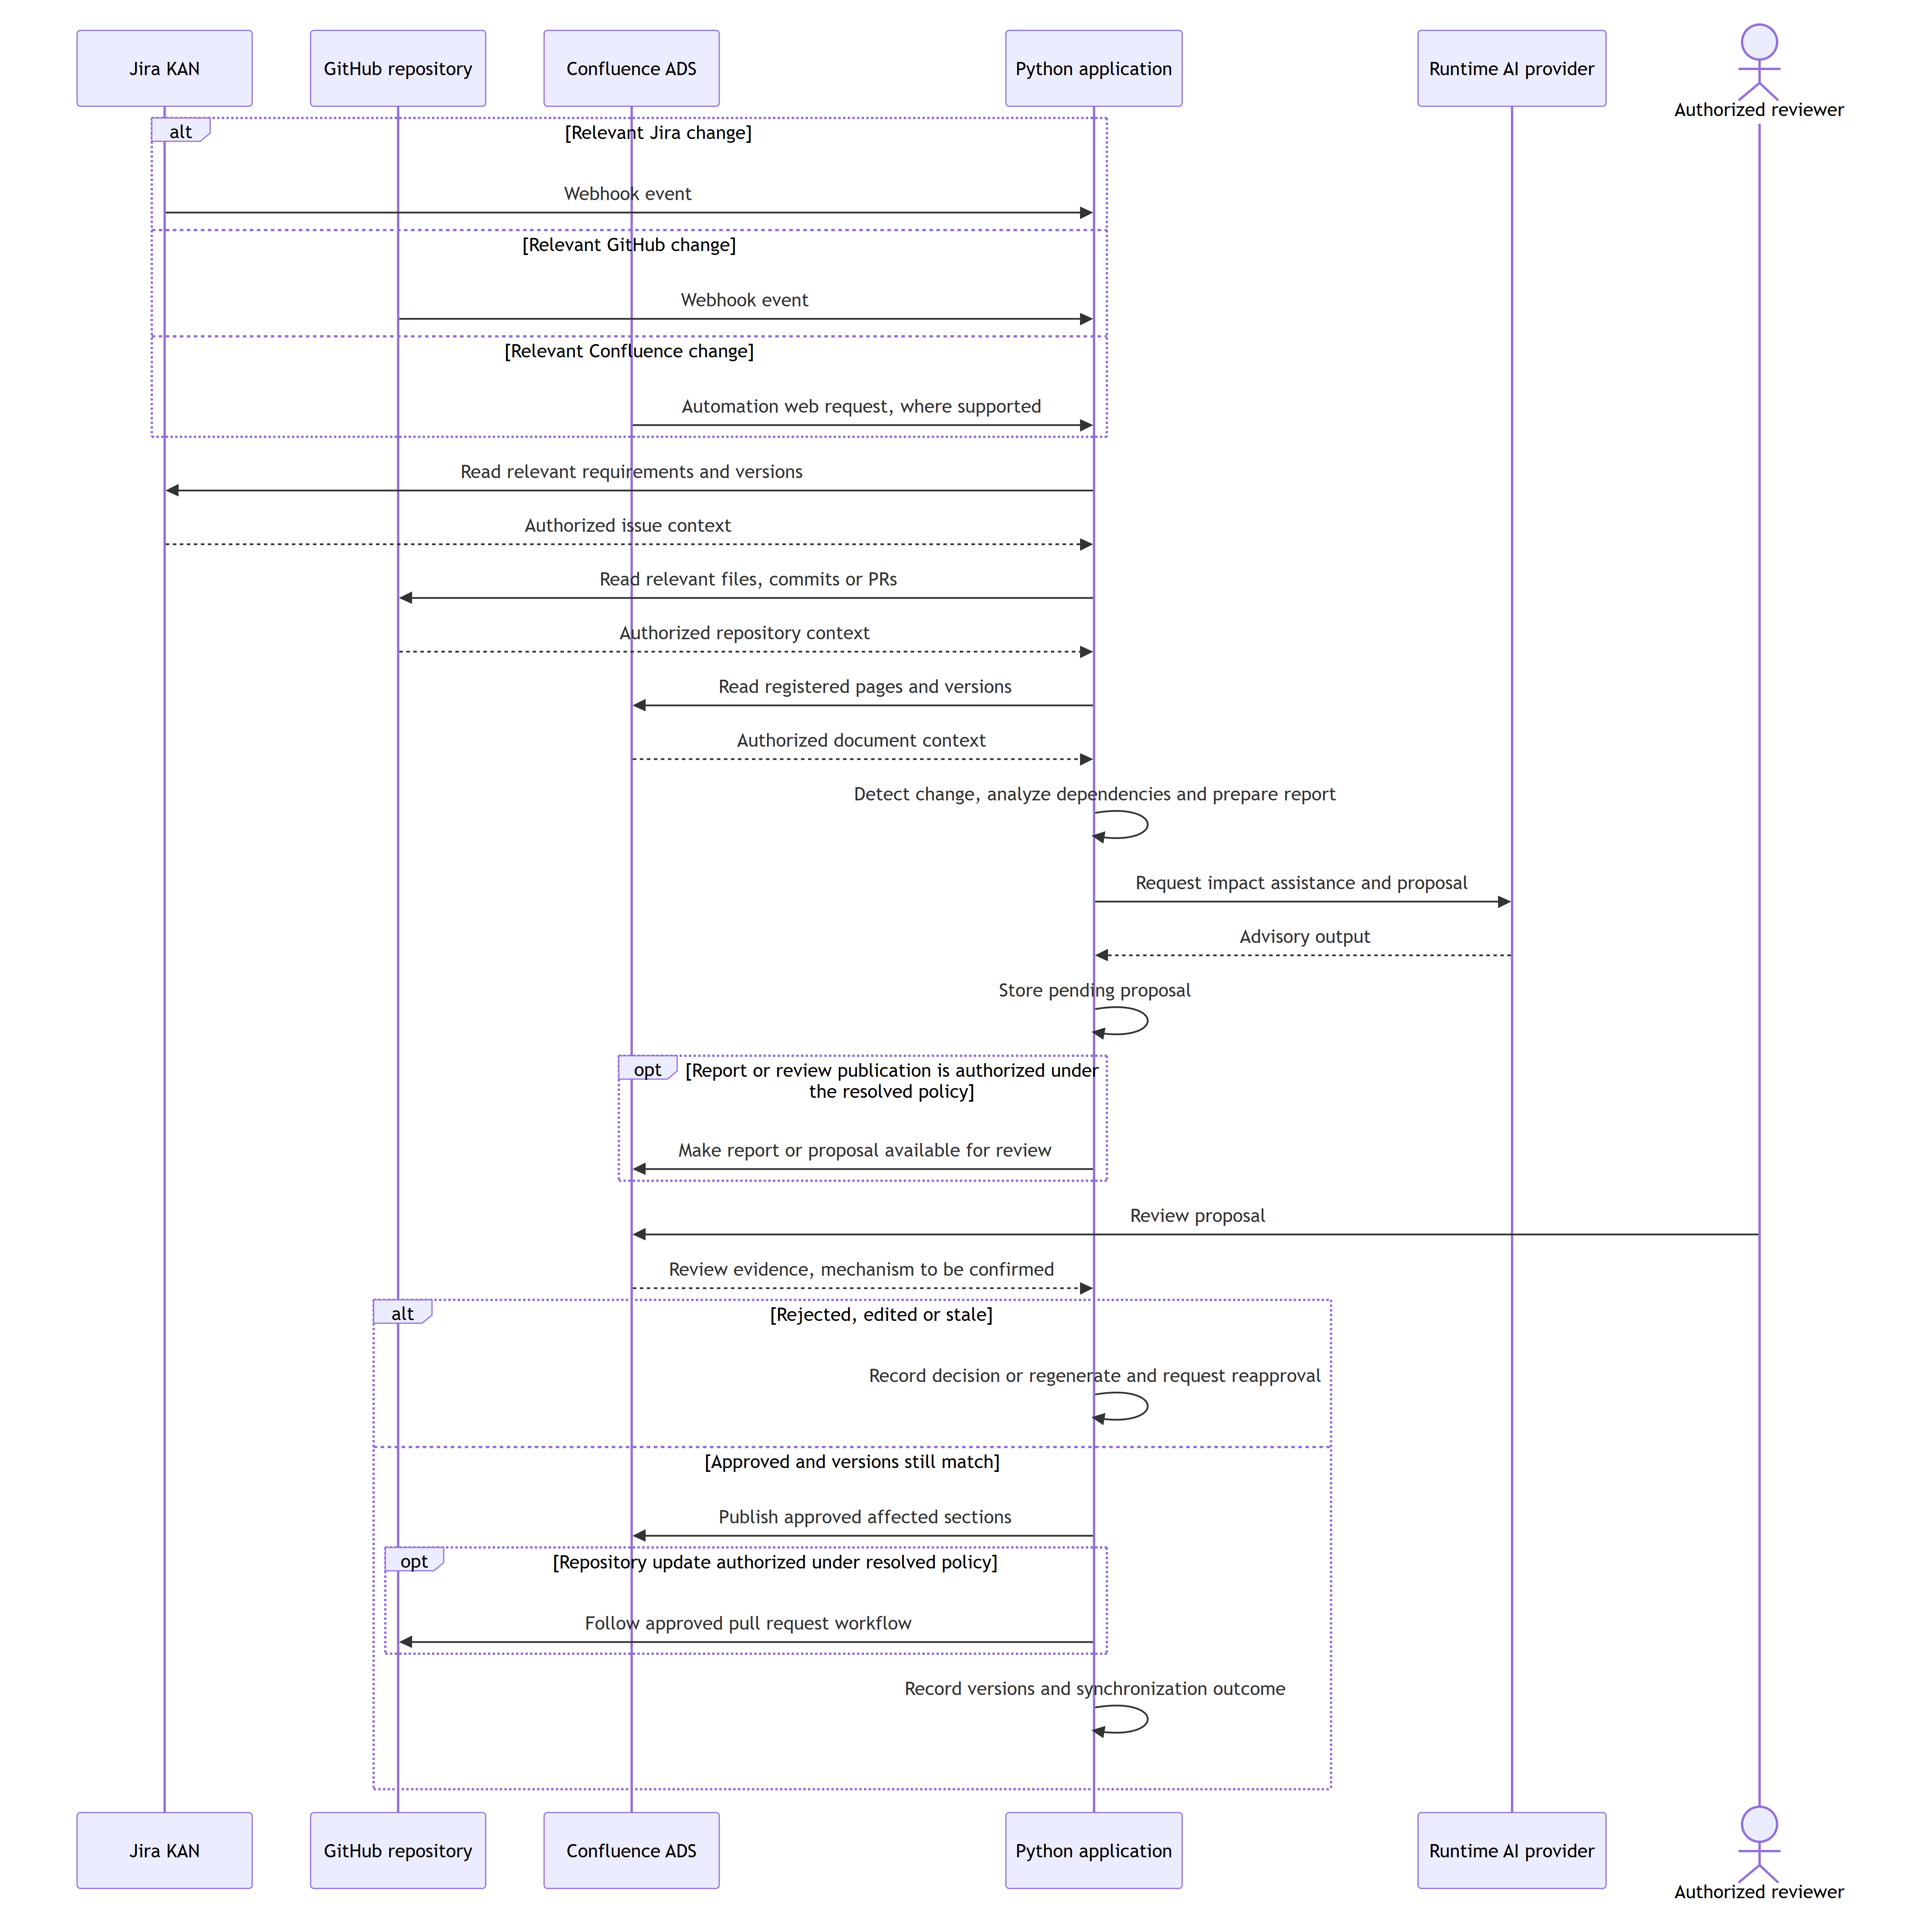 Jira KAN
GitHub repository
Confluence ADS
Python application
Runtime AI provider
Authorized reviewer
alt
[Relevant Jira change]
Webhook event
[Relevant GitHub change]
Webhook event
[Relevant Confluence change]
Automation web request, where supported
Read relevant requirements and versions
Authorized issue context
Read relevant files, commits or PRs
Authorized repository context
Read registered pages and versions
Authorized document context
Detect change, analyze dependencies and prepare report
Request impact assistance and proposal
Advisory output
Store pending proposal
opt
[Report or review publication is authorized under
the resolved policy]
Make report or proposal available for review
Review proposal
Review evidence, mechanism to be confirmed
alt
[Rejected, edited or stale]
Record decision or regenerate and request reapproval
[Approved and versions still match]
Publish approved affected sections
opt
[Repository update authorized under resolved policy]
Follow approved pull request workflow
Record versions and synchronization outcome
Jira KAN
GitHub repository
Confluence ADS
Python application
Runtime AI provider
Authorized reviewer